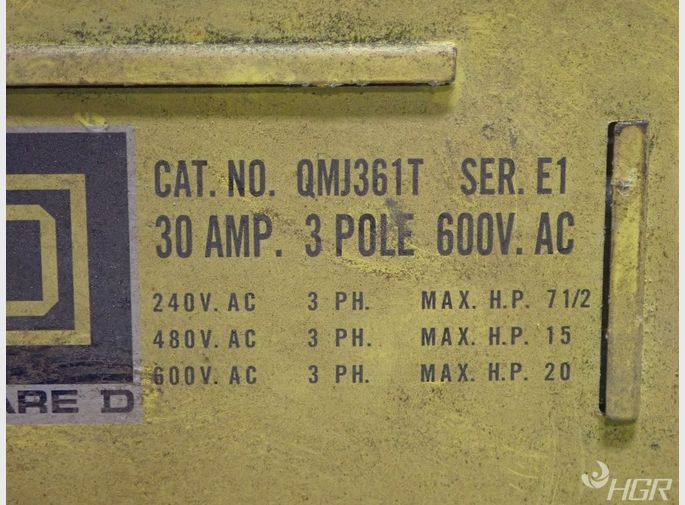 CAT. NO. QMJ361T SER. E1
30 AMP. 3 POLE 600V. AC
240V. AC 3 PH. MAX. H.P. 7 1/2
480V. AC 3 PH. MAX. H.P. 15
600V. AC 3 PH. MAX. H.P. 20
ARE D
HGR